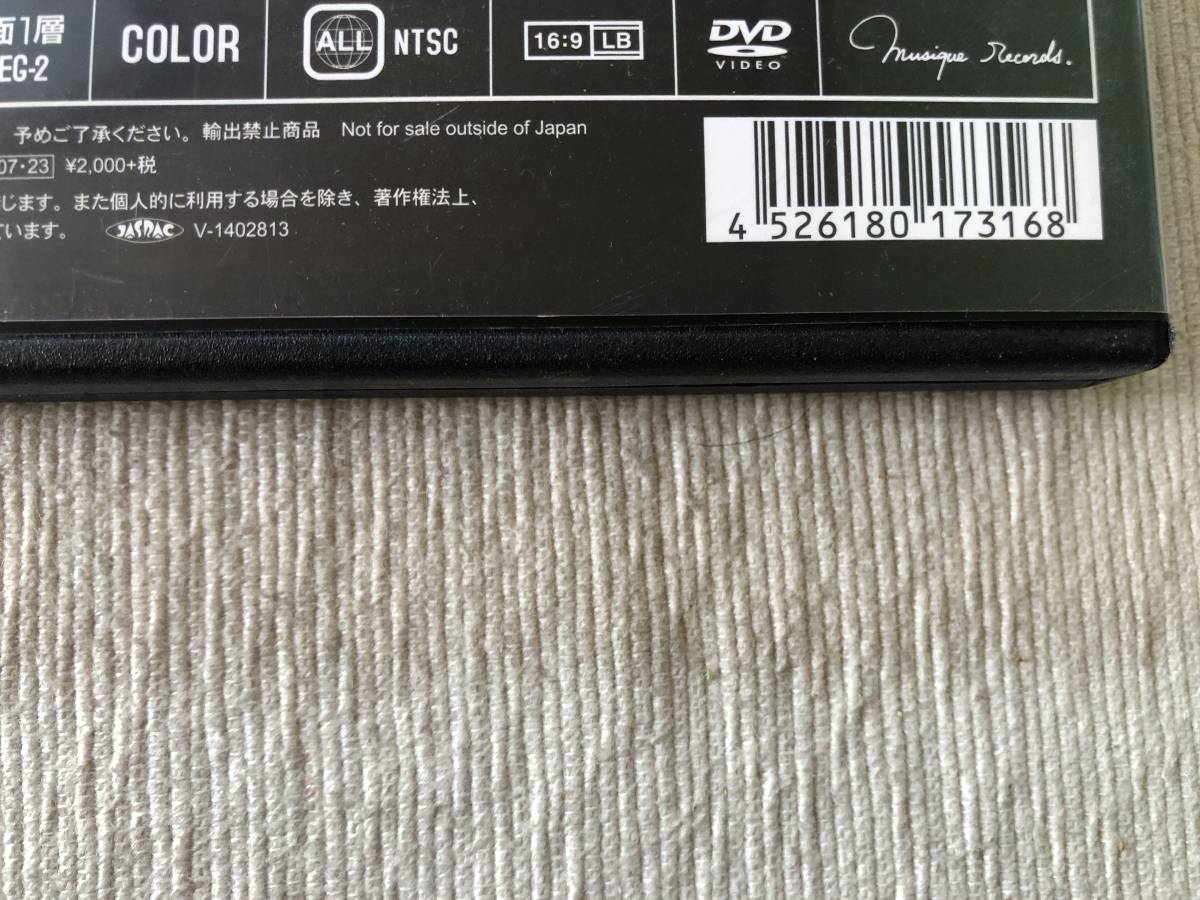 面1層
EG-2
COLOR
ALL NTSC
16:9 LB
DVD
VIDEO
Musique Records.
予めご了承ください。輸出禁止商品 Not for sale outside of Japan
07・23 ¥2,000+税
じます。また個人的に利用する場合を除き、著作権法上、
ています。 JASRAC V-1402813
4 526180 173168